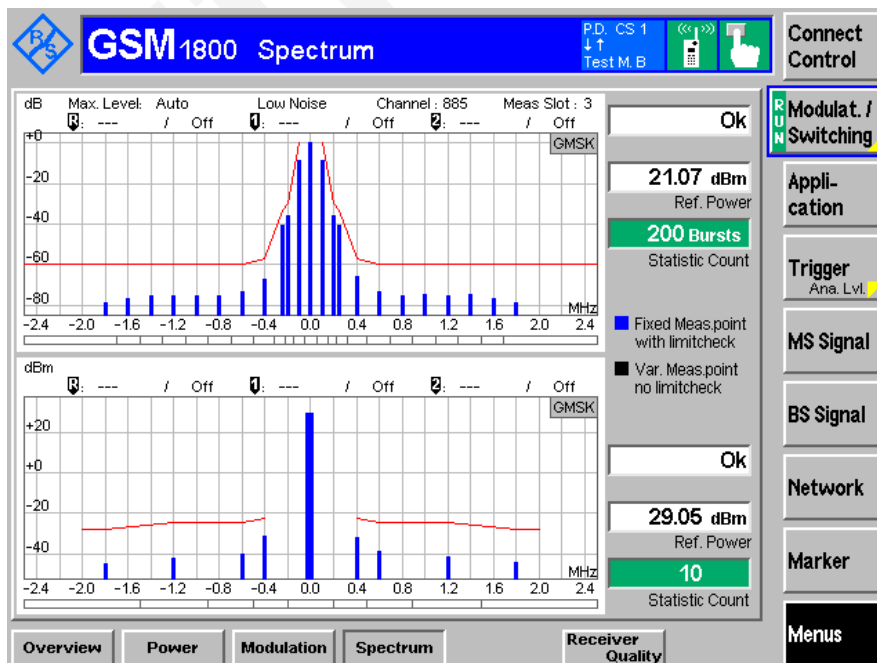 R/S
GSM 1800 Spectrum
P.D. CS 1
↓↑
Test M. B
Connect
Control
dB Max. Level: Auto Low Noise Channel : 885 Meas Slot : 3
R: --- / Off 1: --- / Off 2: --- / Off
GMSK
+0
-20
-40
-60
-80
MHz
-2.4 -2.0 -1.6 -1.2 -0.8 -0.4 0.0 0.4 0.8 1.2 1.6 2.0 2.4
Ok
21.07 dBm
Ref. Power
200 Bursts
Statistic Count
Fixed Meas.point
with limitcheck
Var. Meas.point
no limitcheck
dBm
R: --- / Off 1: --- / Off 2: --- / Off
GMSK
+20
+0
-20
-40
MHz
-2.4 -2.0 -1.6 -1.2 -0.8 -0.4 0.0 0.4 0.8 1.2 1.6 2.0 2.4
Ok
29.05 dBm
Ref. Power
10
Statistic Count
RUN
Modulat. /
Switching
Appli-
cation
Trigger
Ana. Lvl.
MS Signal
BS Signal
Network
Marker
Menus
Overview
Power
Modulation
Spectrum
Receiver
Quality